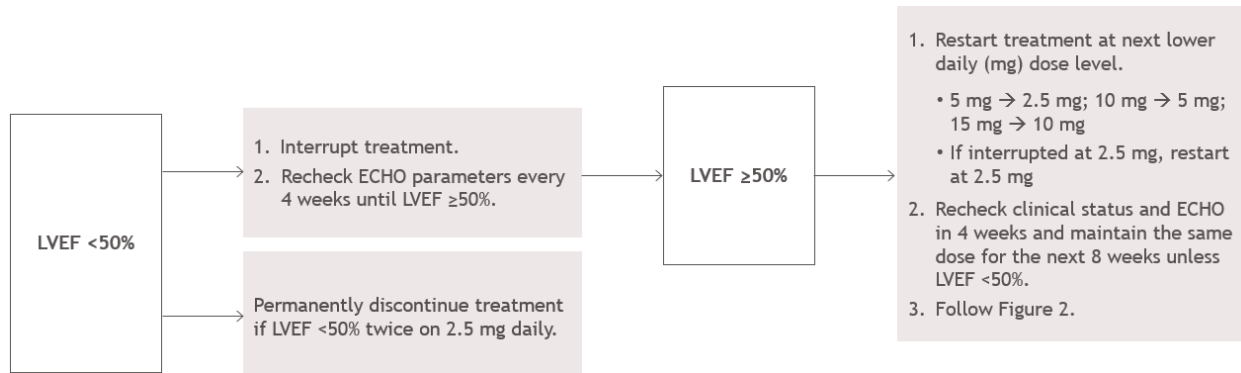 LVEF <50%
1. Interrupt treatment.
2. Recheck ECHO parameters every
4 weeks until LVEF ≥50%.
Permanently discontinue treatment
if LVEF <50% twice on 2.5 mg daily.
LVEF ≥50%
1. Restart treatment at next lower
daily (mg) dose level.
• 5 mg → 2.5 mg; 10 mg → 5 mg;
15 mg → 10 mg
• If interrupted at 2.5 mg, restart
at 2.5 mg
2. Recheck clinical status and ECHO
in 4 weeks and maintain the same
dose for the next 8 weeks unless
LVEF <50%.
3. Follow Figure 2.